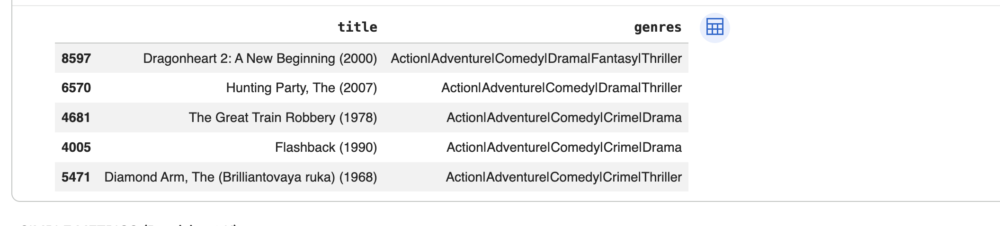 title genres
8597 Dragonheart 2: A New Beginning (2000) Action|Adventure|Comedy|Drama|Fantasy|Thriller
6570 Hunting Party, The (2007) Action|Adventure|Comedy|Drama|Thriller
4681 The Great Train Robbery (1978) Action|Adventure|Comedy|Crime|Drama
4005 Flashback (1990) Action|Adventure|Comedy|Crime|Drama
5471 Diamond Arm, The (Brilliantovaya ruka) (1968) Action|Adventure|Comedy|Crime|Thriller